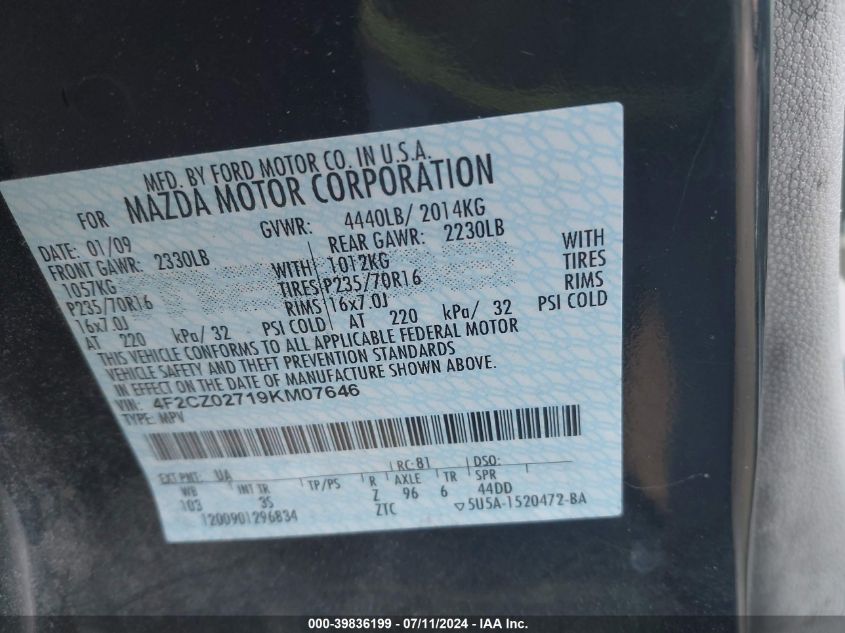 MFD. BY FORD MOTOR CO. IN U.S.A.
FOR MAZDA MOTOR CORPORATION
DATE: 01/09 GVWR: 4440LB/ 2014KG
FRONT GAWR: 2330LB REAR GAWR: 2230LB
1057KG WITH 1012KG WITH
P235/70R16 TIRES P235/70R16 TIRES
16x7.0J RIMS 16x7.0J RIMS
AT 220 kPa/ 32 PSI COLD AT 220 kPa/ 32 PSI COLD
THIS VEHICLE CONFORMS TO ALL APPLICABLE FEDERAL MOTOR
VEHICLE SAFETY AND THEFT PREVENTION STANDARDS
IN EFFECT ON THE DATE OF MANUFACTURE SHOWN ABOVE.
VIN: 4F2CZ02719KM07646
TYPE: MPV
EXT PNT: UA RC: 81 DSO:
WB INT TR TP/PS R AXLE TR SPR
103 3S Z 96 6 44DD
1200901296834 ZTC 5U5A-1520472-BA
000-39836199 - 07/11/2024 - IAA Inc.